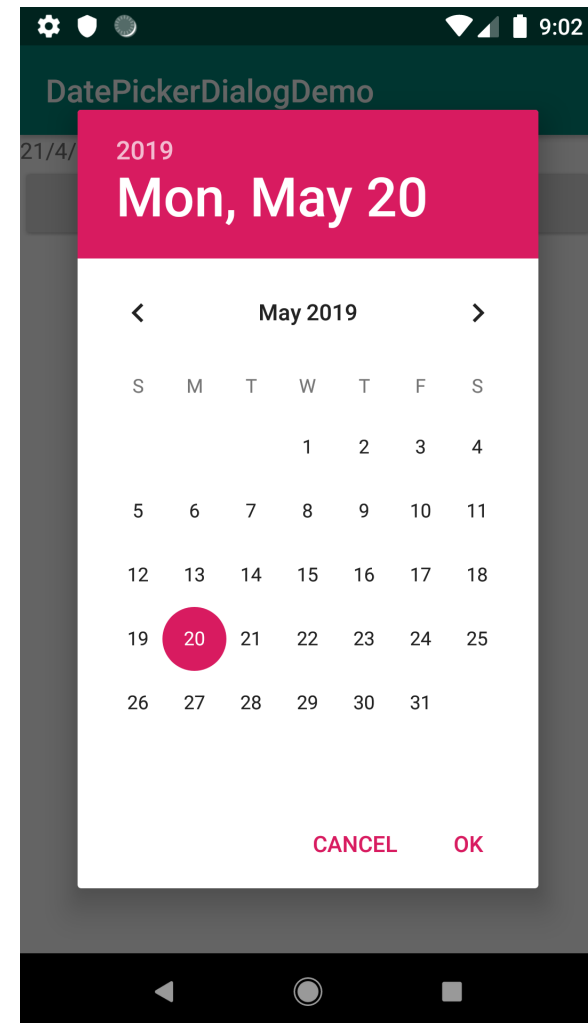 9:02
DatePickerDialogDemo
21/4/
2019
Mon, May 20
May 2019
S M T W T F S
1 2 3 4
5 6 7 8 9 10 11
12 13 14 15 16 17 18
19 20 21 22 23 24 25
26 27 28 29 30 31
CANCEL OK